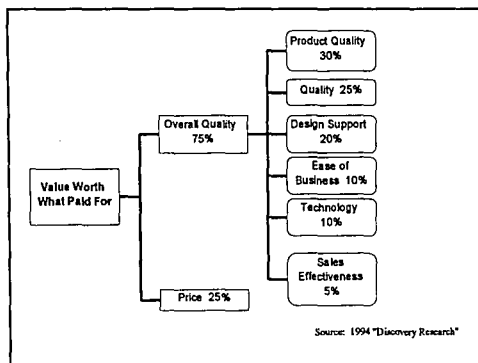 Product Quality
30%
Quality 25%
Overall Quality
75%
Design Support
20%
Ease of
Business 10%
Value Worth
What Paid For
Technology
10%
Sales
Effectiveness
5%
Price 25%
Source: 1994 "Discovery Research"